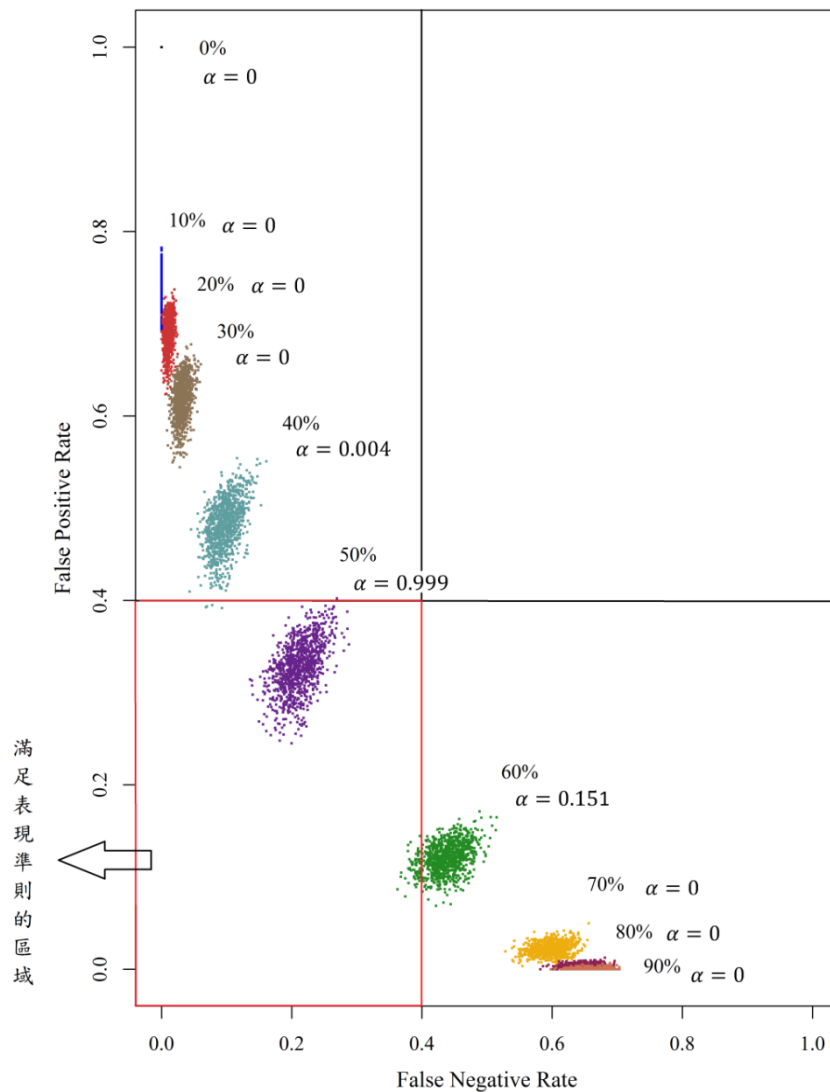 1.0
0%
α = 0
0.8
10% α = 0
20% α = 0
30%
α = 0
0.6
40%
α = 0.004
False Positive Rate
50%
α = 0.999
0.4
滿足表現準則的區域
0.2
60%
α = 0.151
70% α = 0
80% α = 0
90% α = 0
0.0
0.0 0.2 0.4 0.6 0.8 1.0
False Negative Rate